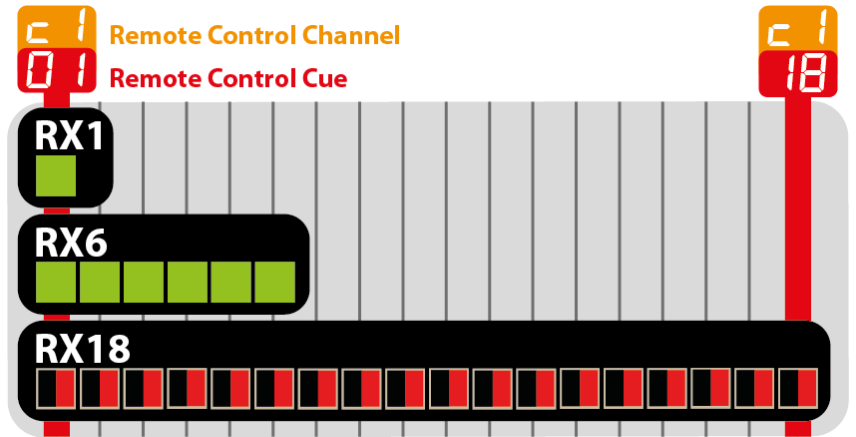 c1 Remote Control Channel c1
01 Remote Control Cue 18
RX1
RX6
RX18